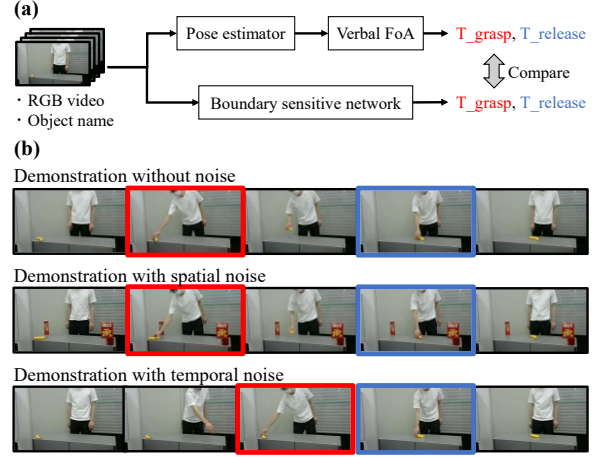 (a)
Pose estimator
Verbal FoA
T_grasp, T_release
Compare
・ RGB video
・ Object name
Boundary sensitive network
T_grasp, T_release
(b)
Demonstration without noise
Demonstration with spatial noise
Demonstration with temporal noise